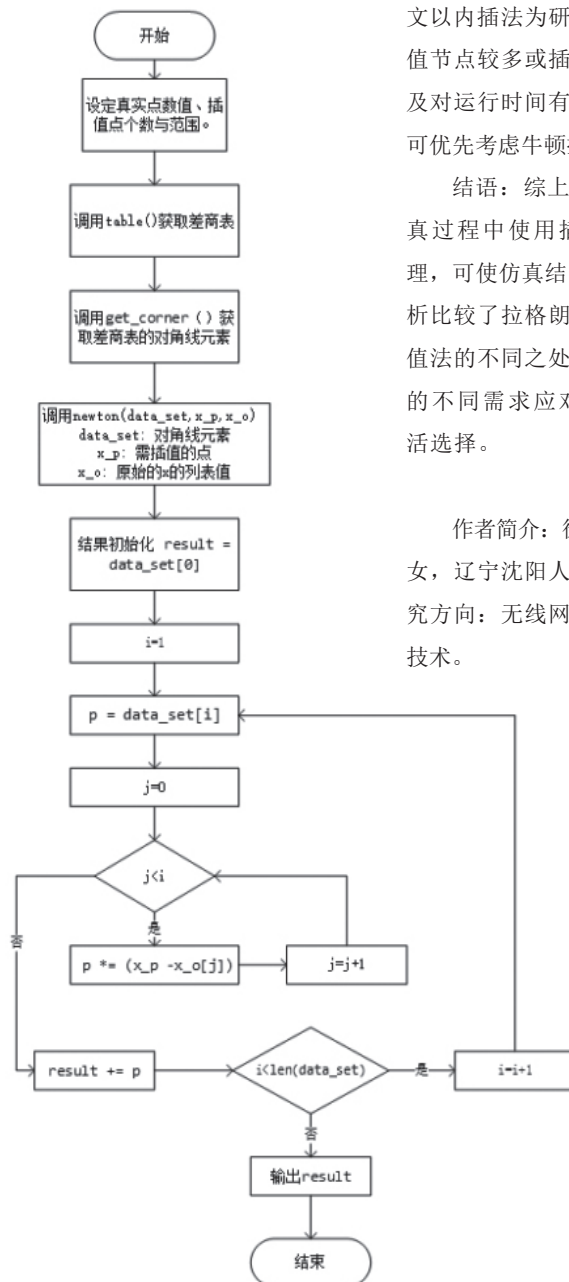 开始
设定真实点数值、插
值点个数与范围。
调用table()获取差商表
调用get_corner（）获
取差商表的对角线元素
调用newton(data_set,x_p,x_o)
data_set: 对角线元素
x_p: 需插值的点
x_o: 原始的x的列表值
结果初始化 result =
data_set[0]
i=1
p = data_set[i]
j=0
j<i
是
否
p *= (x_p -x_o[j])
j=j+1
result += p
i<len(data_set)
是
i=i+1
否
输出result
结束
文以内插法为研
值节点较多或插
及对运行时间有
可优先考虑牛顿
结语：综上
真过程中使用
理，可使仿真结
析比较了拉格朗
值法的不同之处
的不同需求应对
活选择。
作者简介：
女，辽宁沈阳人
究方向：无线网
技术。